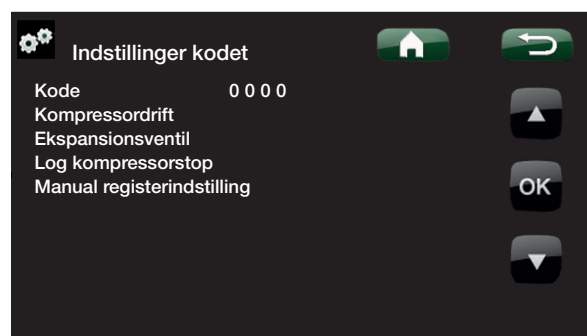 Indstillinger kodet
Kode 0 0 0 0
Kompressordrift
Ekspansionsventil
Log kompressorstop
Manual registerindstilling
OK